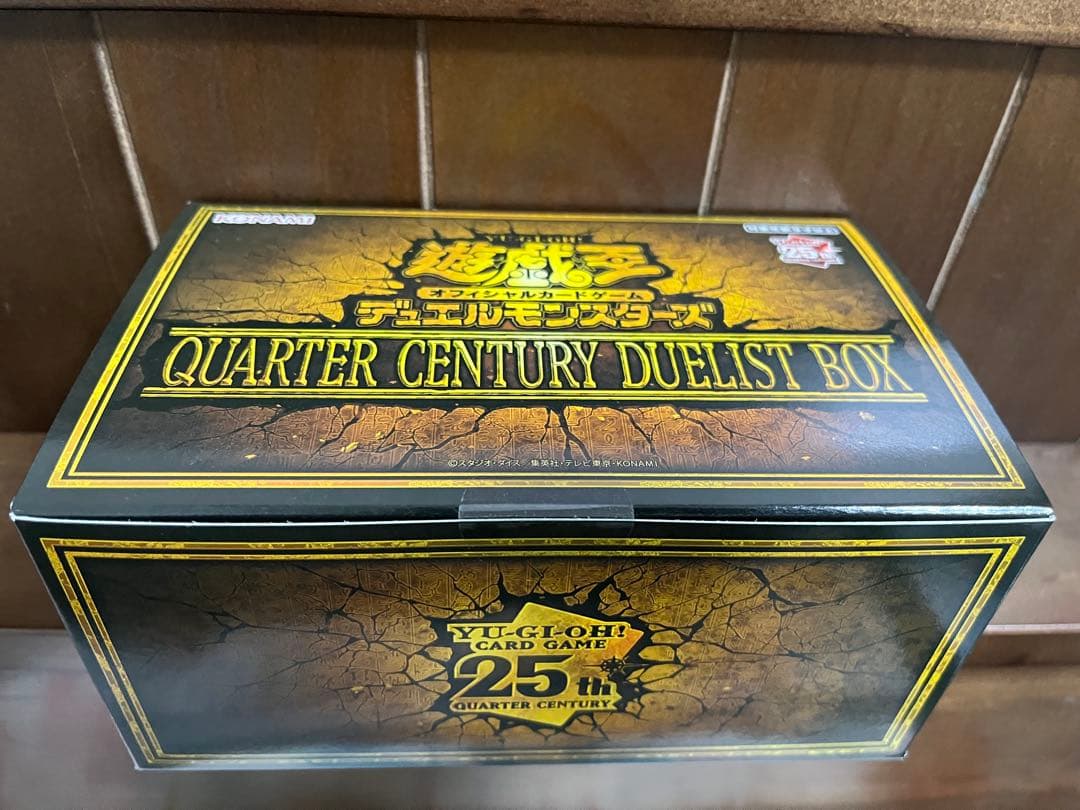 KONAMI
YU-GI-OH!
遊戯王
オフィシャルカードゲーム
デュエルモンスターズ
25th
QUARTER CENTURY DUELIST BOX
©スタジオ・ダイス/集英社・テレビ東京・KONAMI
YU-GI-OH!
CARD GAME
25th
QUARTER CENTURY